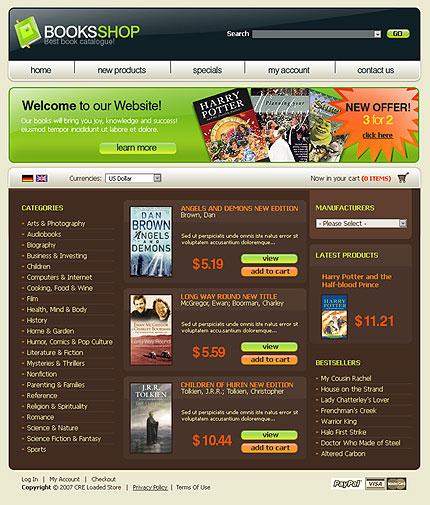 BOOKSSHOP
Best book catalogue!
Search
GO
home
new products
specials
my account
contact us
Welcome to our Website!
Our books will bring you joy, knowledge and success!
eiusmod tempor incididunt ut labore et dolore.
learn more
HARRY
POTTER
Planning your
HARRY
POTTER
NEW OFFER!
3 for 2
click here
Currencies:
US Dollar
Now in your cart (0 ITEMS)
CATEGORIES
Arts & Photography
Audiobooks
Biography
Business & Investing
Children
Computers & Internet
Cooking, Food & Wine
Film
Health, Mind & Body
History
Home & Garden
Humor, Comics & Pop Culture
Literature & Fiction
Mysteries & Thrillers
Nonfiction
Parenting & Families
Reference
Religion & Spirituality
Romance
Science & Nature
Science Fiction & Fantasy
Sports
DAN
BROWN
ANGELS
AND
DEMONS
ANGELS AND DEMONS NEW EDITION
Brown, Dan
Sed ut perspiciatis unde omnis iste natus error sit
voluptatem accusantium doloremque...
$5.19
view
add to cart
EWAN McGREGOR
CHARLEY BOORMAN
Long Way Round
LONG WAY ROUND NEW TITLE
McGregor, Ewan; Boorman, Charley
Sed ut perspiciatis unde omnis iste natus error sit
voluptatem accusantium doloremque...
$5.59
view
add to cart
J.R.R.
TOLKIEN
CHILDREN OF HURIN NEW EDITION
Tolkien, J.R.R.; Tolkien, Christopher
Sed ut perspiciatis unde omnis iste natus error sit
voluptatem accusantium doloremque...
$10.44
view
add to cart
MANUFACTURERS
- Please Select -
LATEST PRODUCTS
Harry Potter and the
Half-blood Prince
$11.21
BESTSELLERS
My Cousin Rachel
House on the Strand
Lady Chatterley's Lover
Frenchman's Creek
Warrior King
Halo First Strike
Doctor Who Made of Steel
Altered Carbon
Log In | My Account | Checkout
Copyright © 2007 CRE Loaded Store | Privacy Policy | Terms Of Use
PayPal
VISA
MasterCard